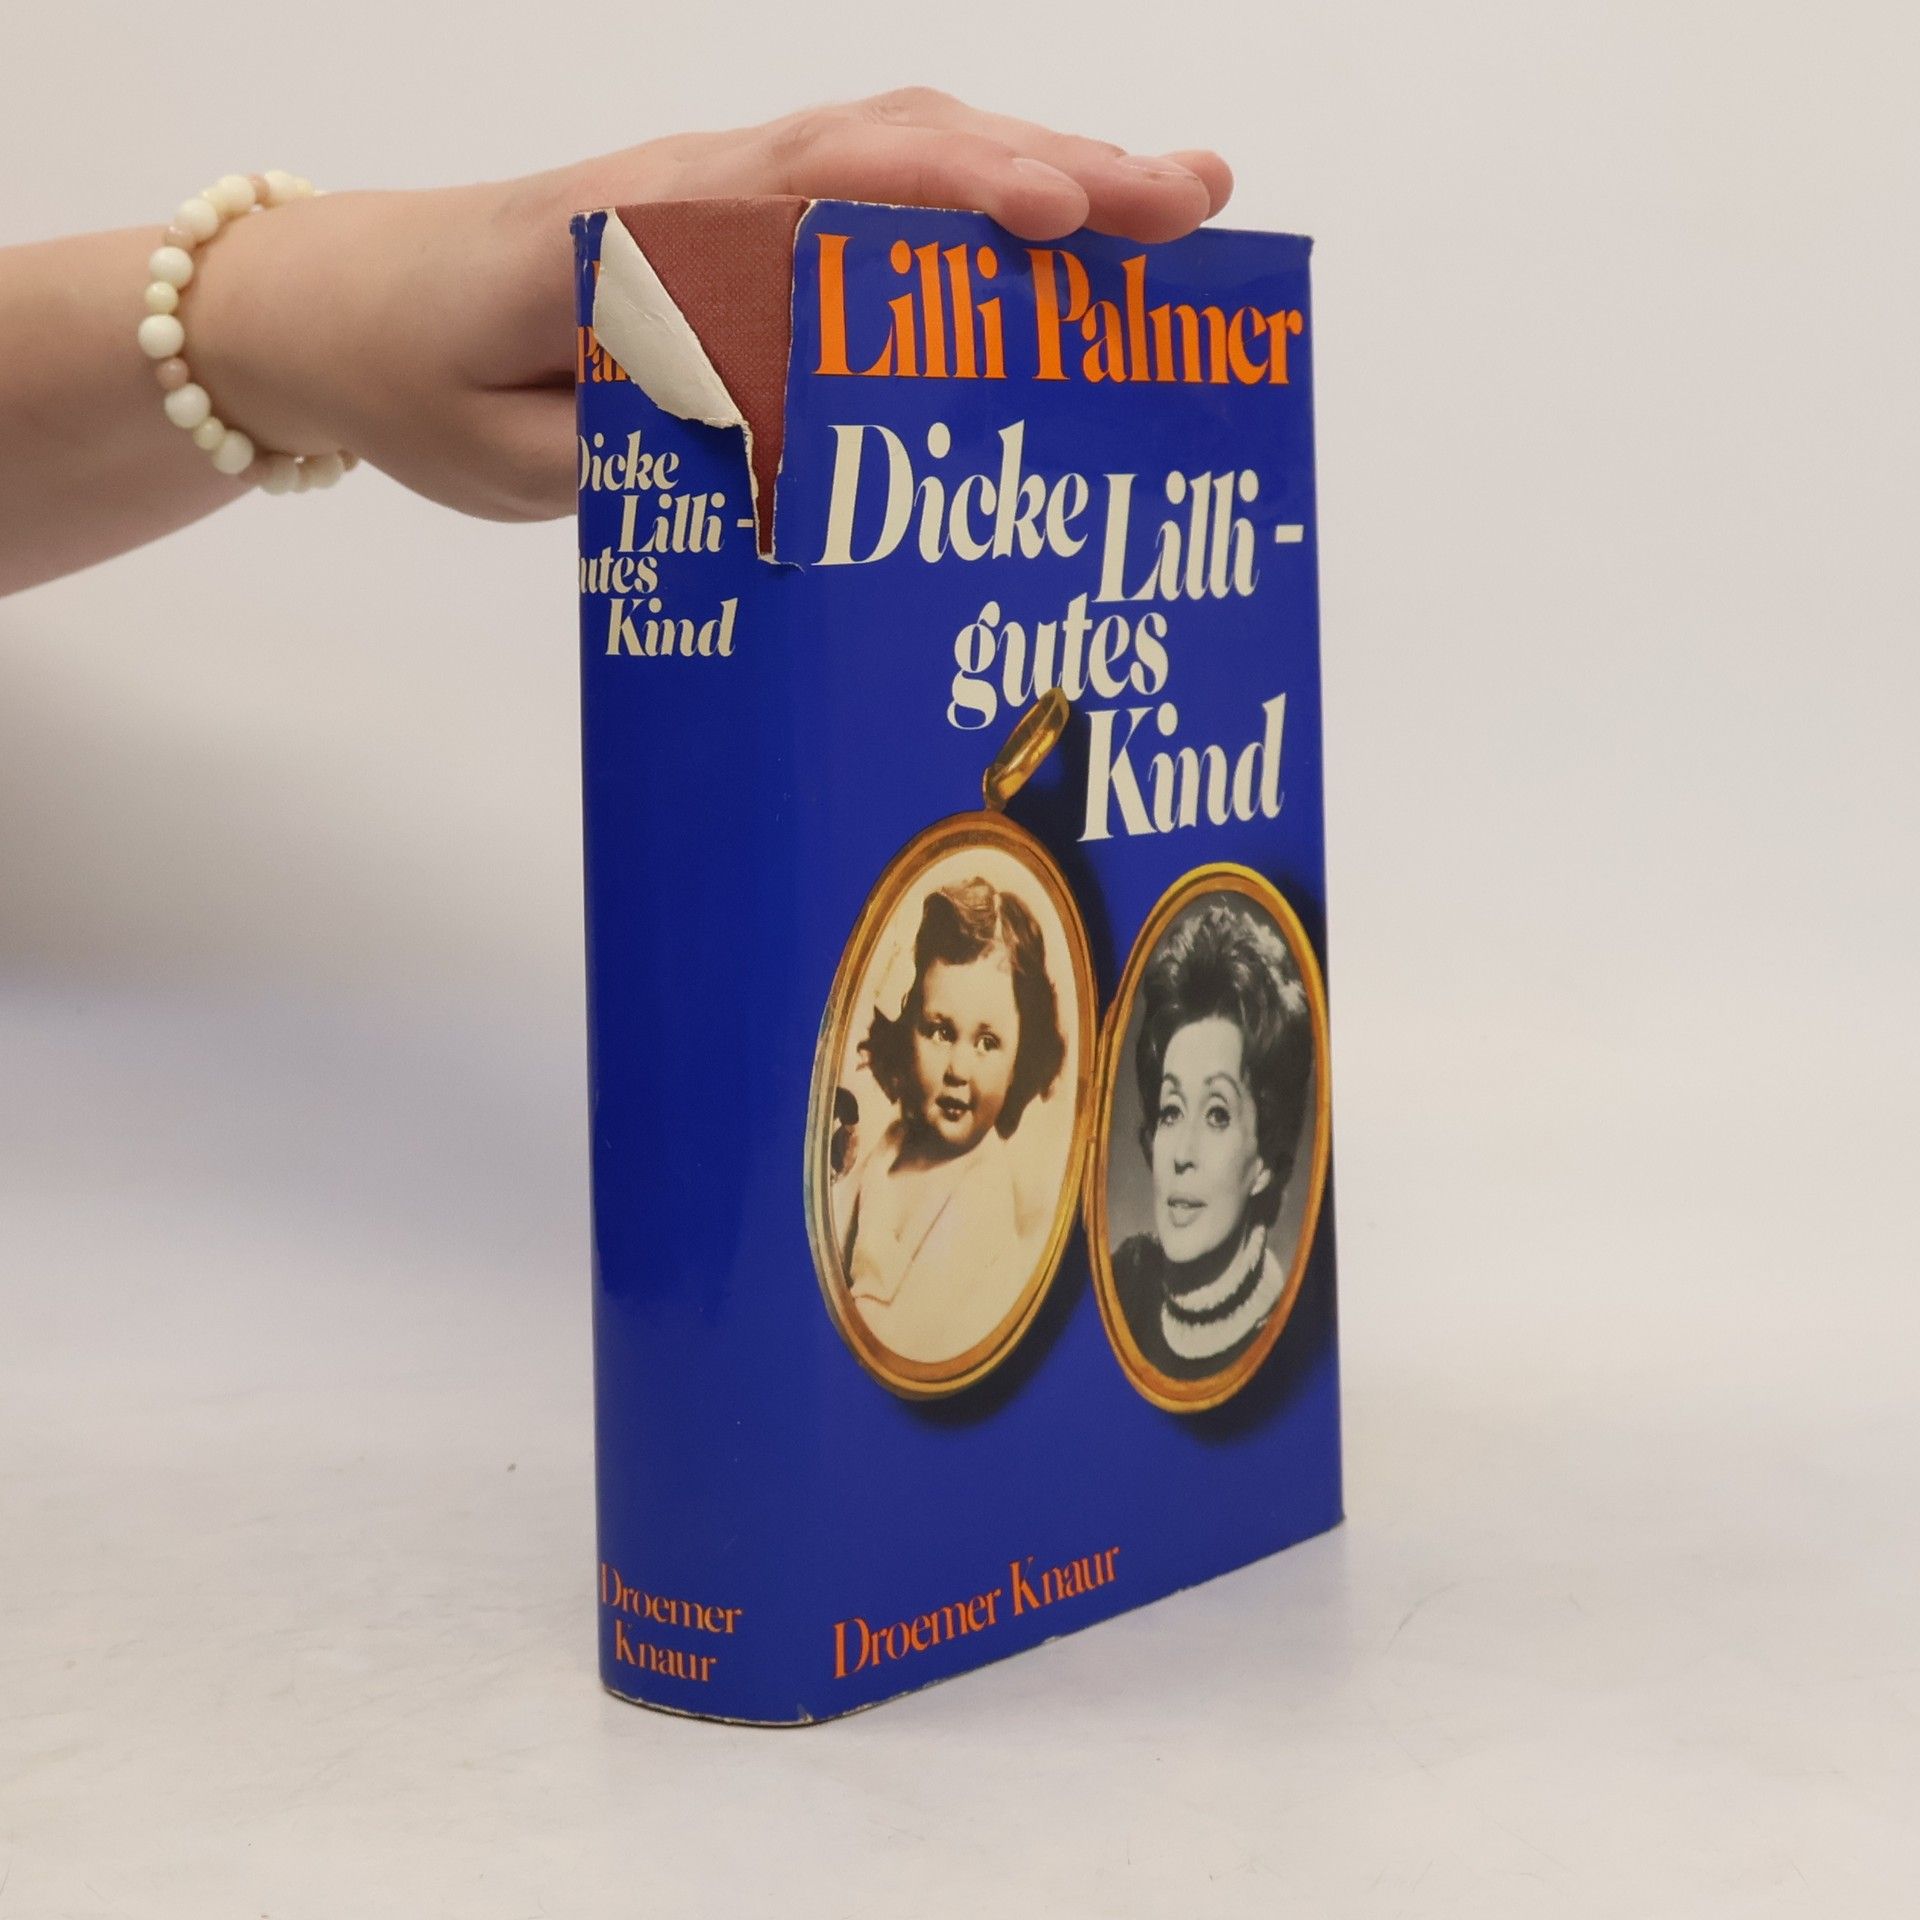 Lilli Palmer
Dicke
Lilli -
gutes
Kind
Droemer Knaur
Dicke
Lilli -
gutes
Kind
Droemer
Knaur